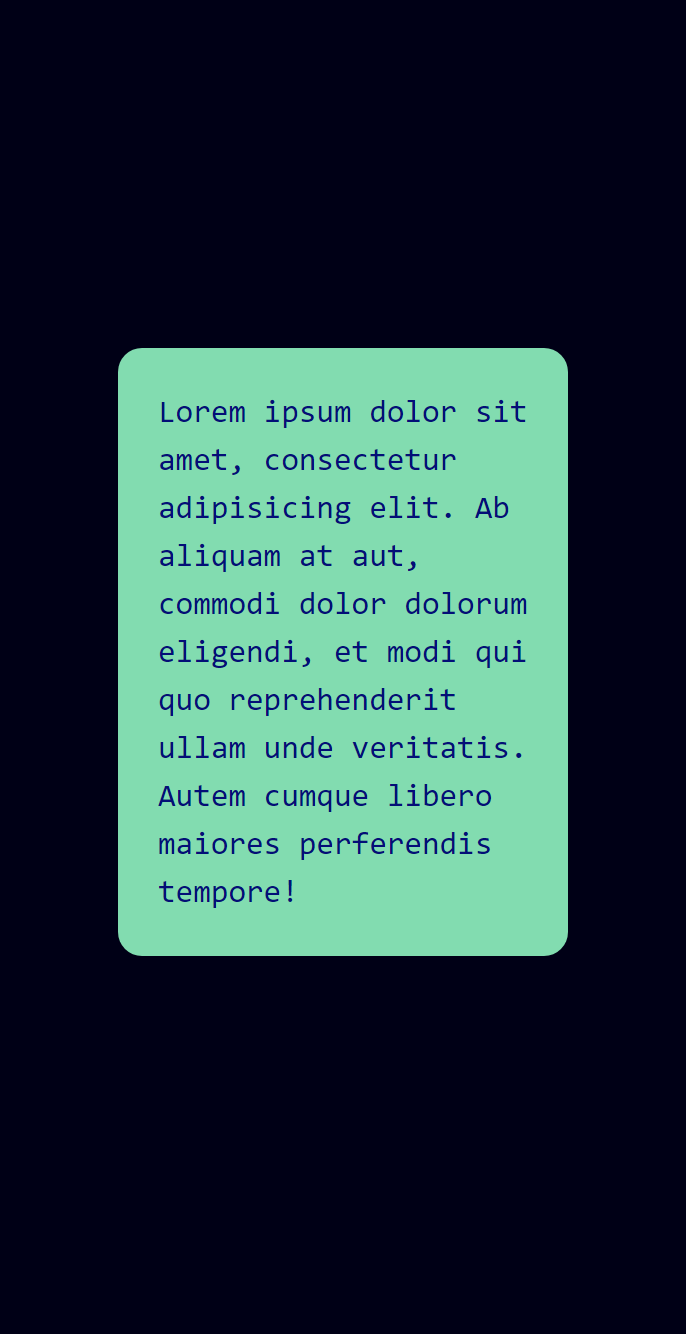 Lorem ipsum dolor sit
amet, consectetur
adipisicing elit. Ab
aliquam at aut,
commodi dolor dolorum
eligendi, et modi qui
quo reprehenderit
ullam unde veritatis.
Autem cumque libero
maiores perferendis
tempore!